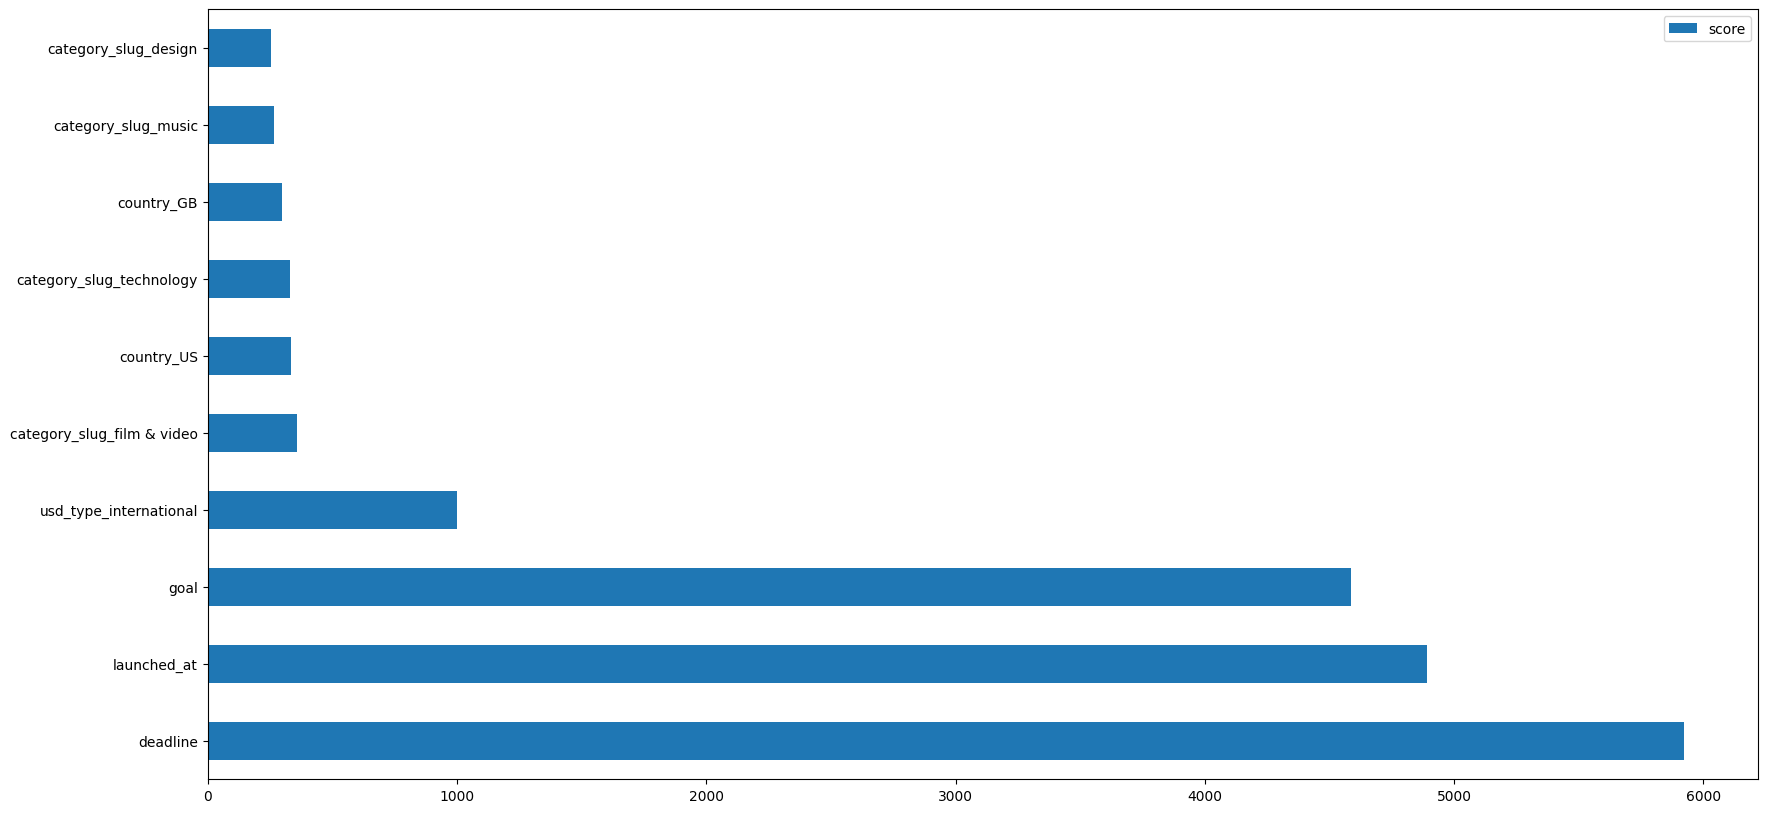 score
category_slug_design
category_slug_music
country_GB
category_slug_technology
country_US
category_slug_film & video
usd_type_international
goal
launched_at
deadline
0 1000 2000 3000 4000 5000 6000